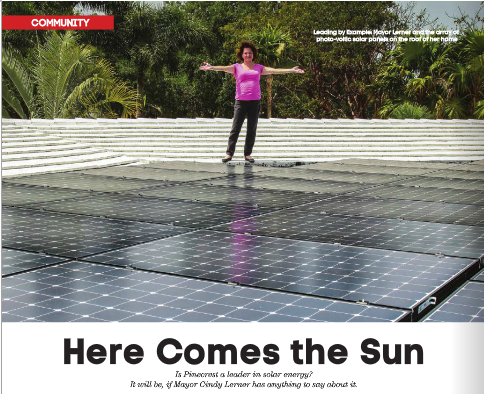 COMMUNITY
Leading by Example: Mayor Lerner and the array of
photo-voltic solar panels on the roof of her home
Here Comes the Sun
Is Pinecrest a leader in solar energy?
It will be, if Mayor Cindy Lerner has anything to say about it.